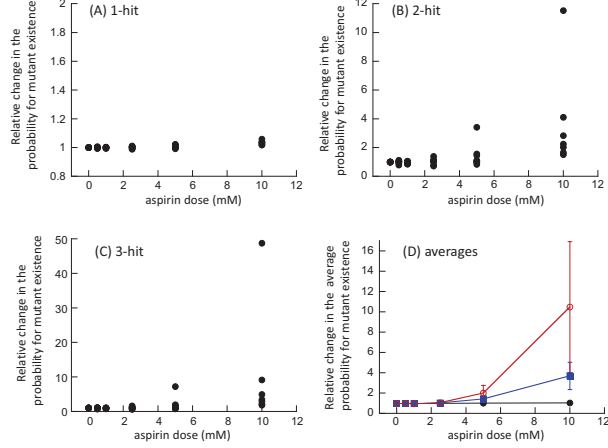 (A) 1-hit
Relative change in the
probability for mutant existence
2
1.8
1.6
1.4
1.2
1
0.8
0 2 4 6 8 10 12
aspirin dose (mM)
(B) 2-hit
Relative change in the
probability for mutant existence
12
10
8
6
4
2
0
0 2 4 6 8 10 12
aspirin dose (mM)
(C) 3-hit
Relative change in the
probability for mutant existence
50
40
30
20
10
0
0 2 4 6 8 10 12
aspirin dose (mM)
(D) averages
Relative change in the average
probability for mutant existence
16
14
12
10
8
6
4
2
0
0 2 4 6 8 10 12
aspirin dose (mM)